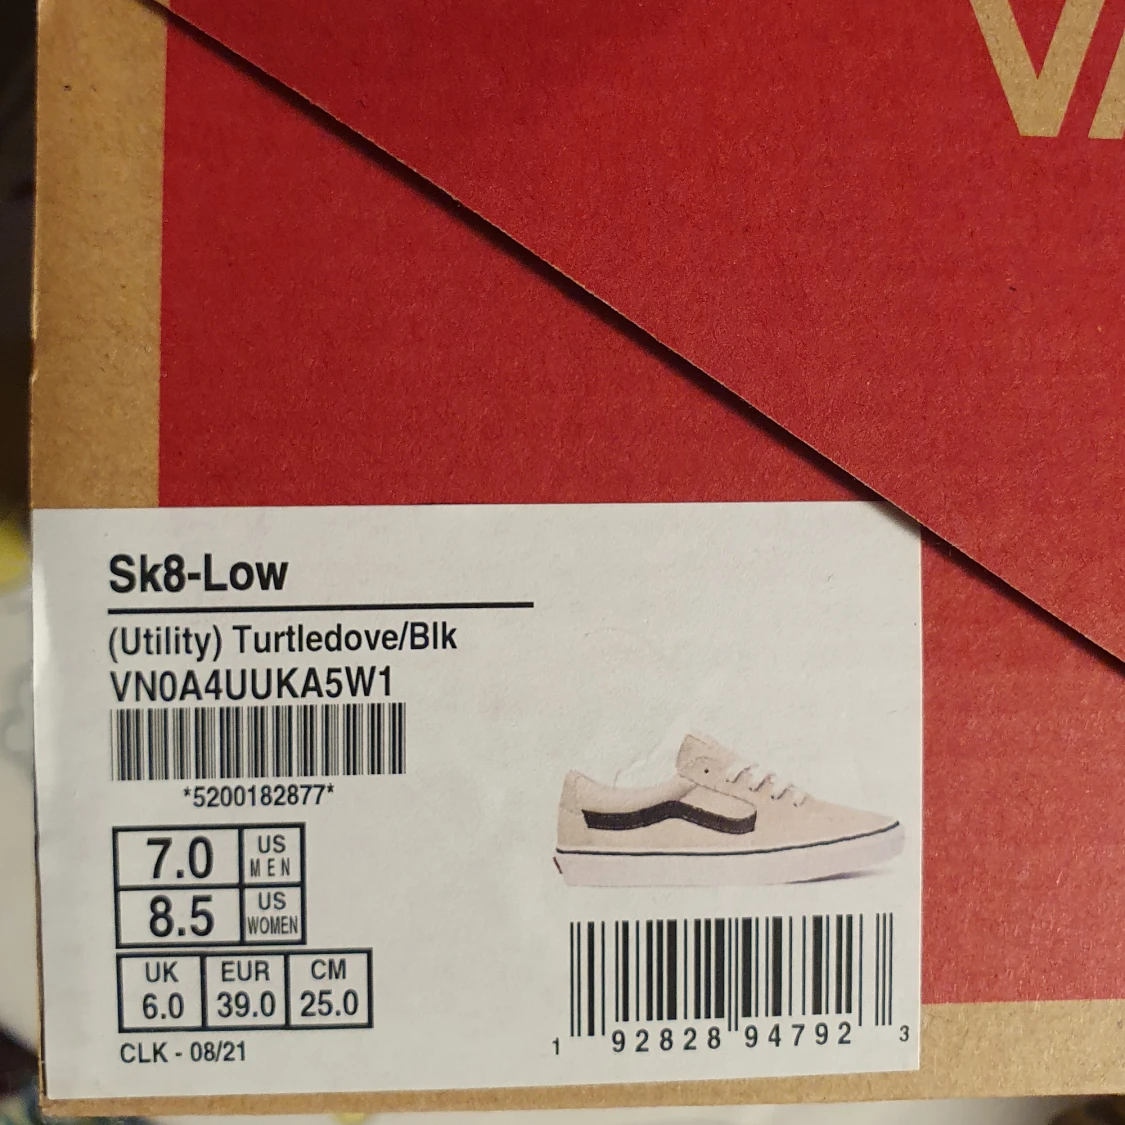 VA
Sk8-Low
(Utility) Turtledove/Blk
VN0A4UUKA5W1
*5200182877*
7.0 US MEN
8.5 US WOMEN
UK EUR CM
6.0 39.0 25.0
CLK - 08/21
1 92828 94792 3